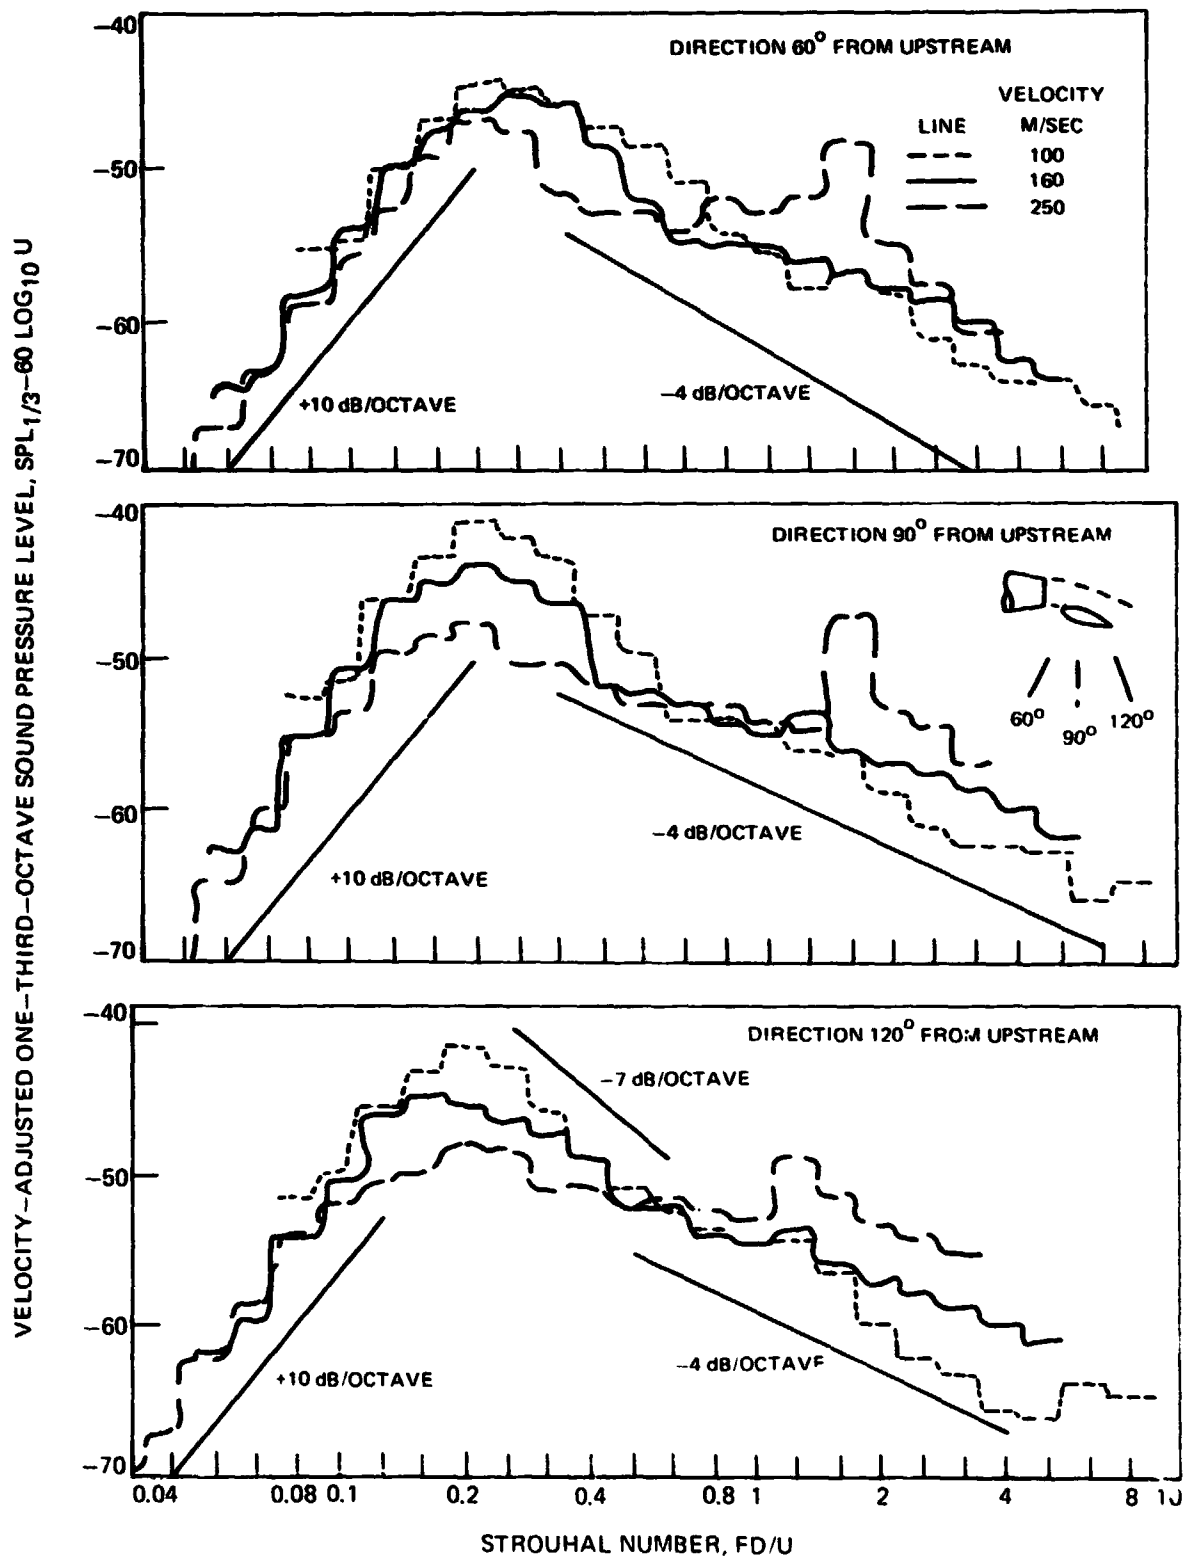 VELOCITY–ADJUSTED ONE–THIRD–OCTAVE SOUND PRESSURE LEVEL, SPL1/3–60 LOG10 U
–40
–50
–60
–70
DIRECTION 60° FROM UPSTREAM
VELOCITY
LINE M/SEC
100
160
250
+10 dB/OCTAVE
–4 dB/OCTAVE
–40
–50
–60
–70
DIRECTION 90° FROM UPSTREAM
60°
90°
120°
–4 dB/OCTAVE
+10 dB/OCTAVE
–40
–50
–60
–70
DIRECTION 120° FROM UPSTREAM
–7 dB/OCTAVE
–4 dB/OCTAVE
+10 dB/OCTAVE
0.04 0.08 0.1 0.2 0.4 0.8 1 2 4 8 10
STROUHAL NUMBER, FD/U